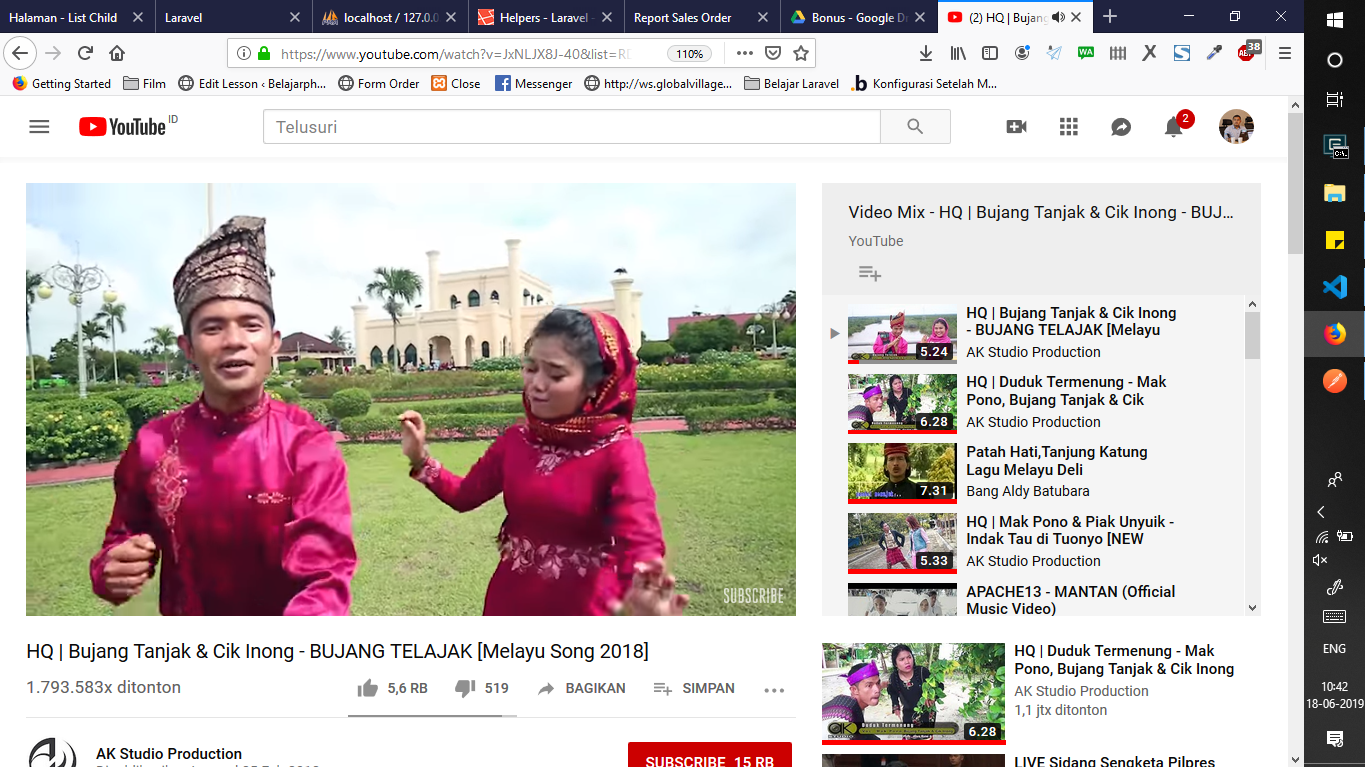 Halaman - List Child
Laravel
localhost / 127.0.0
Helpers - Laravel -
Report Sales Order
Bonus - Google Dr
(2) HQ | Bujang
https://www.youtube.com/watch?v=JxNLJX8J-40&list=RD
110%
38
Getting Started
Film
Edit Lesson ‹ Belajarph...
Form Order
Close
Messenger
http://ws.globalvillage...
Belajar Laravel
Konfigurasi Setelah M...
YouTube ID
Telusuri
2
SUBSCRIBE
HQ | Bujang Tanjak & Cik Inong - BUJANG TELAJAK [Melayu Song 2018]
1.793.583x ditonton
5,6 RB
519
BAGIKAN
SIMPAN
AK Studio Production
SUBSCRIBE 15 RB
Video Mix - HQ | Bujang Tanjak & Cik Inong - BUJ...
YouTube
HQ | Bujang Tanjak & Cik Inong
- BUJANG TELAJAK [Melayu
AK Studio Production
5.24
HQ | Duduk Termenung - Mak
Pono, Bujang Tanjak & Cik
AK Studio Production
6.28
Patah Hati,Tanjung Katung
Lagu Melayu Deli
Bang Aldy Batubara
7.31
HQ | Mak Pono & Piak Unyuik -
Indak Tau di Tuonyo [NEW
AK Studio Production
5.33
APACHE13 - MANTAN (Official
Music Video)
HQ | Duduk Termenung - Mak
Pono, Bujang Tanjak & Cik Inong
AK Studio Production
1,1 jtx ditonton
6.28
LIVE Sidang Sengketa Pilpres
ENG
10:42
18-06-2019